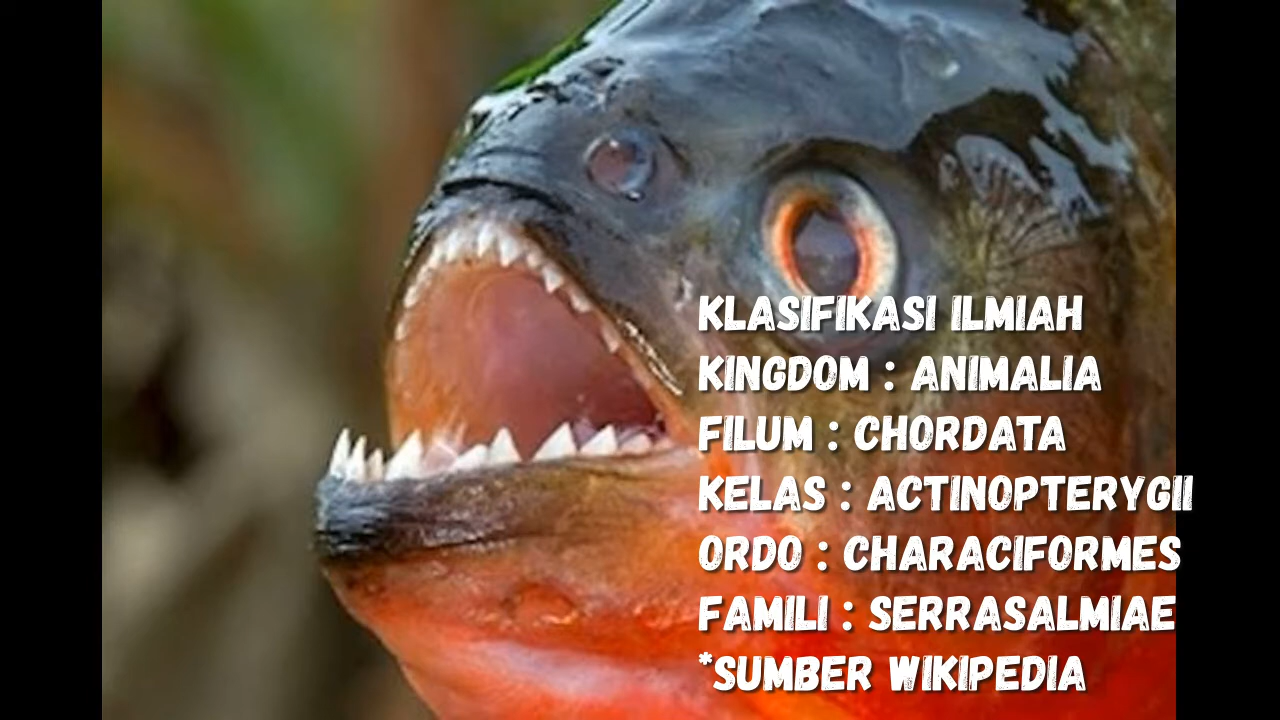 KLASIFIKASI ILMIAH
KINGDOM : ANIMALIA
FILUM : CHORDATA
KELAS : ACTINOPTERYGII
ORDO : CHARACIFORMES
FAMILI : SERRASALMIAE
*SUMBER WIKIPEDIA